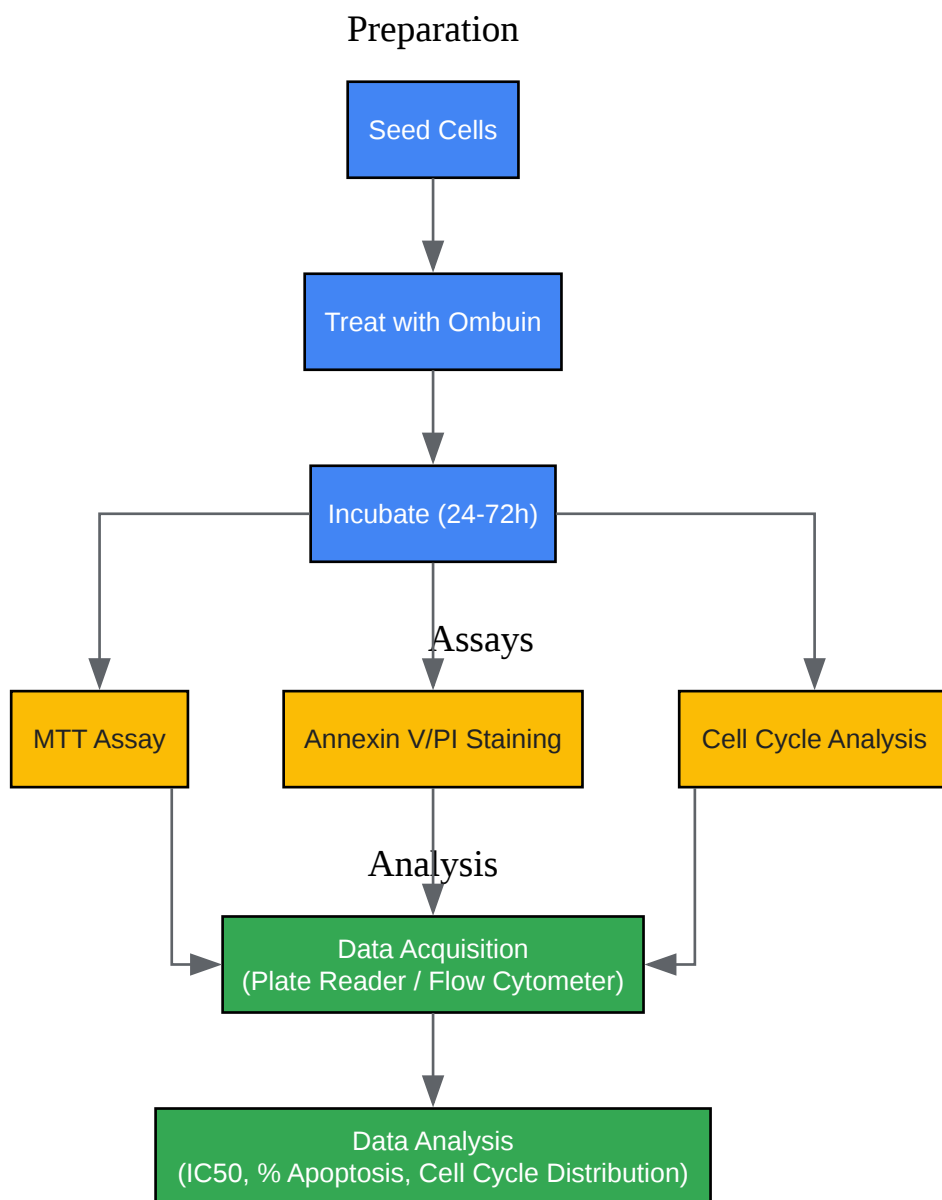 Preparation
Seed Cells
Treat with Ombuin
Incubate (24-72h)
Assays
MTT Assay
Annexin V/PI Staining
Cell Cycle Analysis
Analysis
Data Acquisition
(Plate Reader / Flow Cytometer)
Data Analysis
(IC50, % Apoptosis, Cell Cycle Distribution)